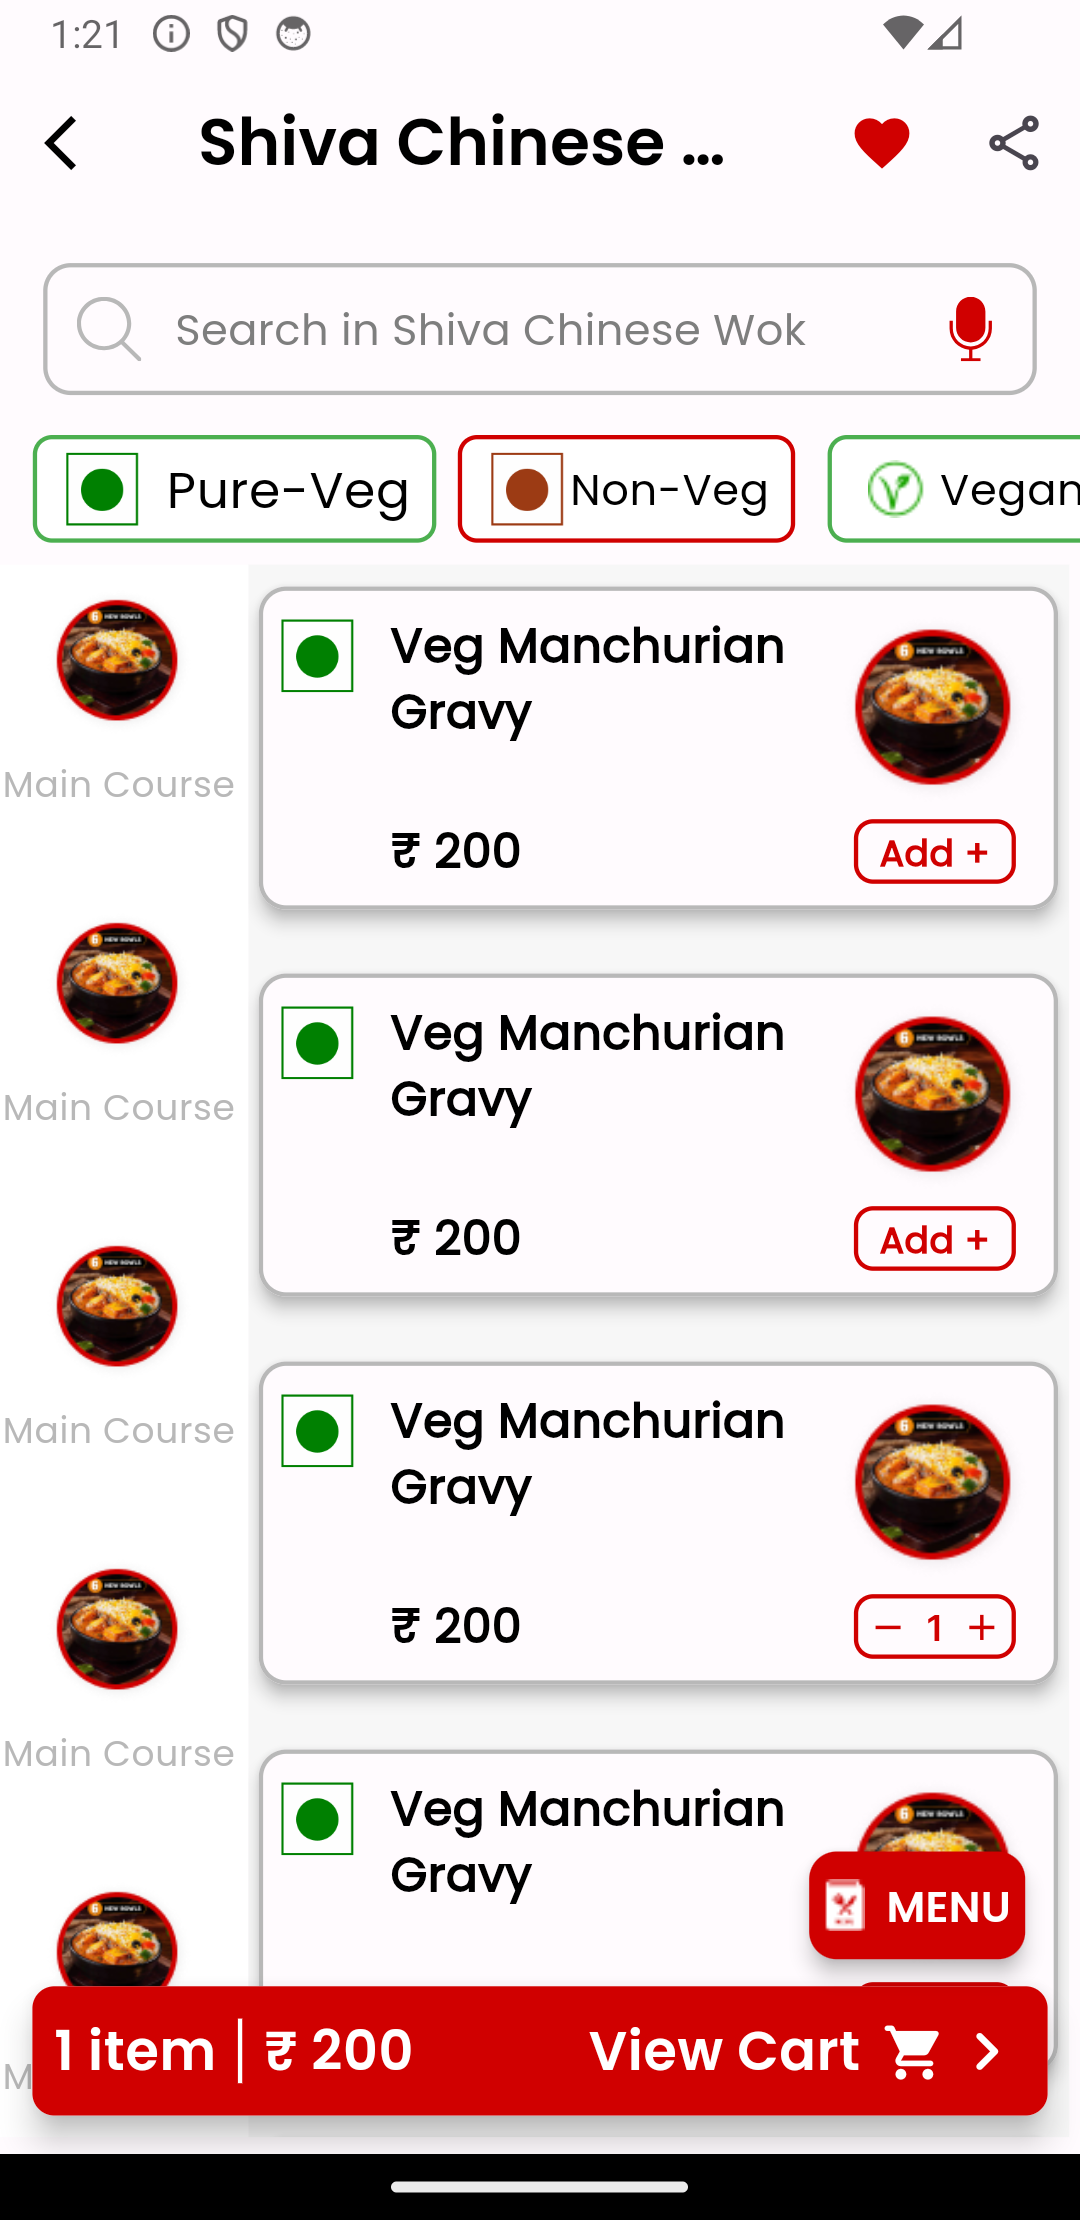 1:21
Shiva Chinese ...
Search in Shiva Chinese Wok
Pure-Veg
Non-Veg
Vegan
Main Course
Veg Manchurian
Gravy
₹ 200
Add +
Main Course
Veg Manchurian
Gravy
₹ 200
Add +
Main Course
Veg Manchurian
Gravy
₹ 200
− 1 +
Main Course
Veg Manchurian
Gravy
MENU
M
1 item | ₹ 200
View Cart